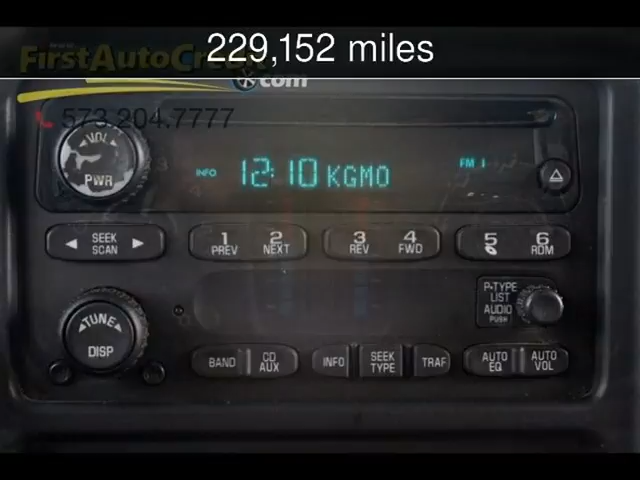 229,152 miles
www.
FirstAutoCredit
.com
573.204.7777
VOL
PWR
INFO 12:10 KGMO FM 1
SEEK
SCAN
1
PREV
2
NEXT
3
REV
4
FWD
5
6
RDM
P-TYPE
LIST
AUDIO
PUSH
TUNE
DISP
BAND
CD
AUX
INFO
SEEK
TYPE
TRAF
AUTO
EQ
AUTO
VOL